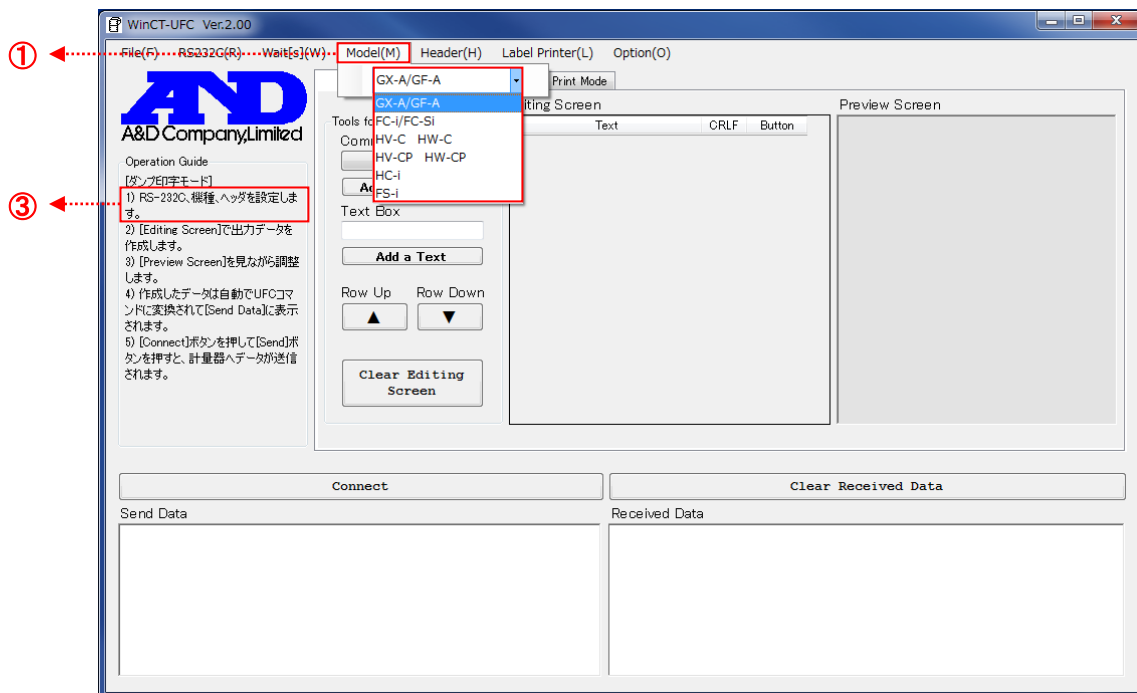 WinCT-UFC Ver.2.00
①
File(F) RS232C(R) Wait[s](W) Model(M) Header(H) Label Printer(L) Option(O)
GX-A/GF-A
Print Mode
GX-A/GF-A
FC-i/FC-Si
HV-C HW-C
HV-CP HW-CP
HC-i
FS-i
AND
A&D Company,Limited
Operation Guide
[ダンプ印字モード]
③
1) RS-232C、機種、ヘッダを設定しま
す。
2) [Editing Screen]で出力データを
作成します。
3) [Preview Screen]を見ながら調整
します。
4) 作成したデータは自動でUFCコマ
ンドに変換されて[Send Data]に表示
されます。
5) [Connect]ボタンを押して[Send]ボ
タンを押すと、計量器へデータが送信
されます。
Tools fo
Com
A
Text Box
Add a Text
Row Up Row Down
▲ ▼
Clear Editing
Screen
iting Screen
Text CRLF Button
Preview Screen
Connect
Clear Received Data
Send Data
Received Data